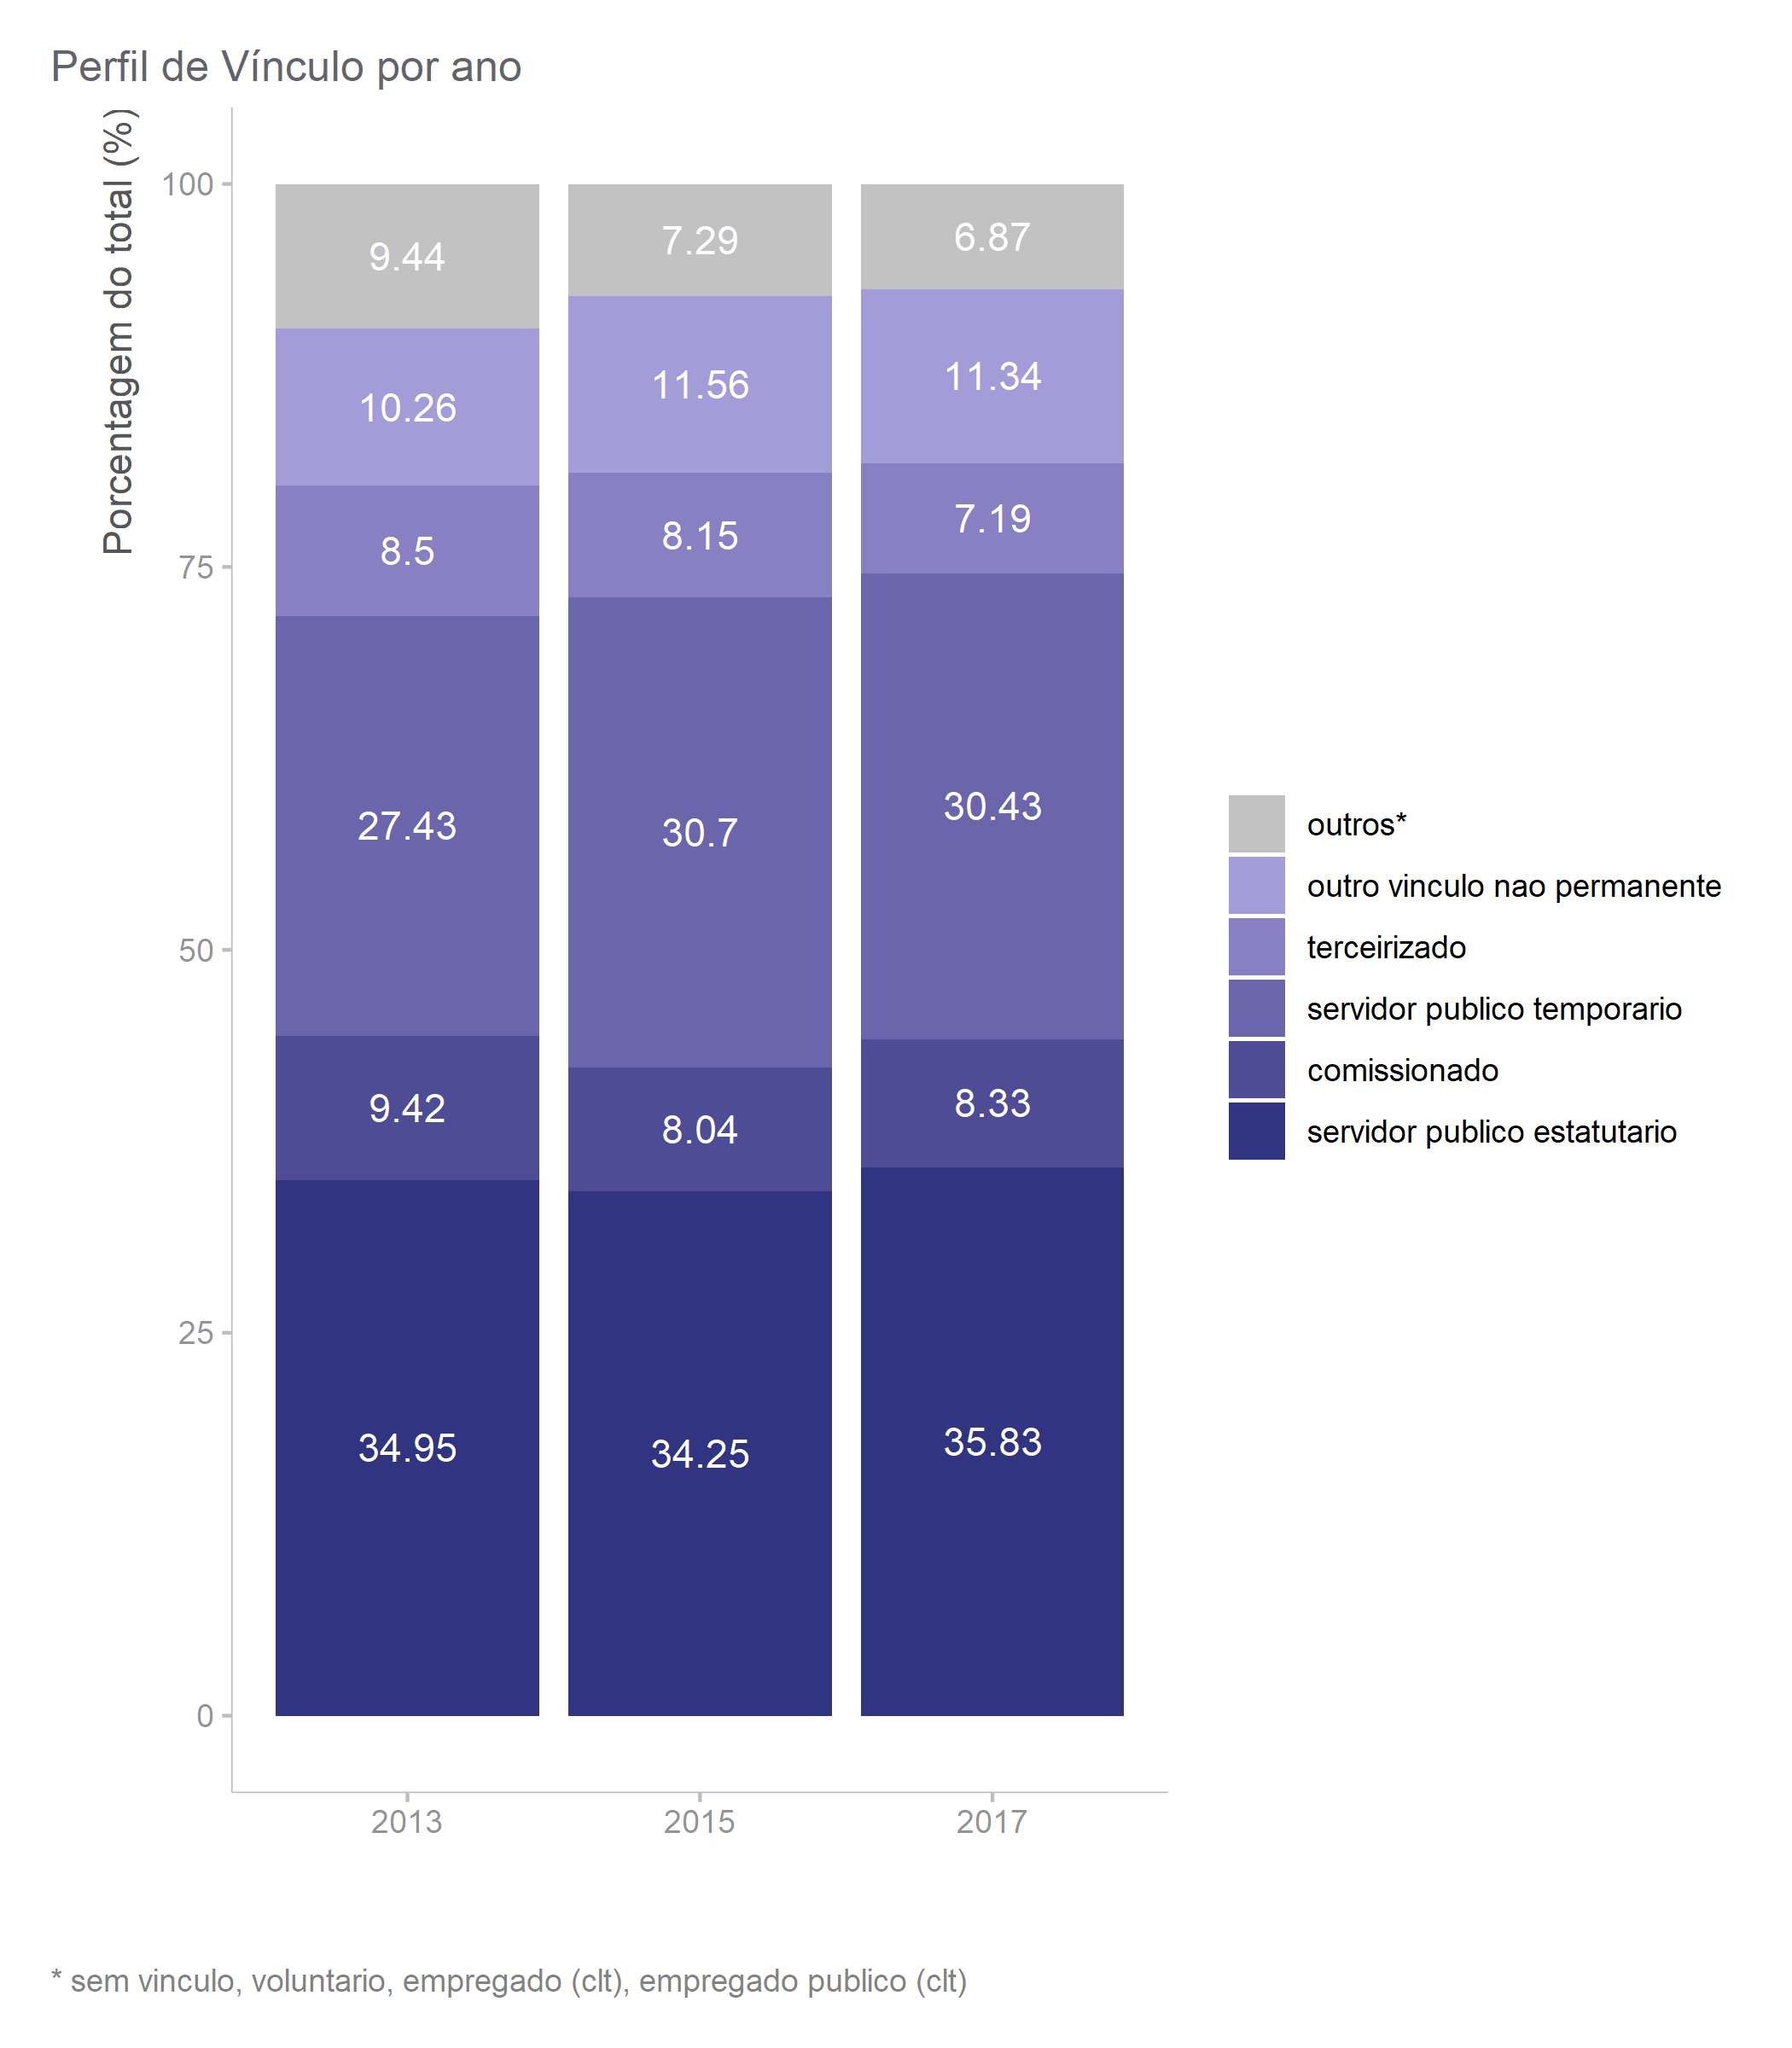 Perfil de Vínculo por ano
Porcentagem do total (%)
100
75
50
25
0
9.44
10.26
8.5
27.43
9.42
34.95
7.29
11.56
8.15
30.7
8.04
34.25
6.87
11.34
7.19
30.43
8.33
35.83
2013
2015
2017
outros*
outro vinculo nao permanente
terceirizado
servidor publico temporario
comissionado
servidor publico estatutario
* sem vinculo, voluntario, empregado (clt), empregado publico (clt)